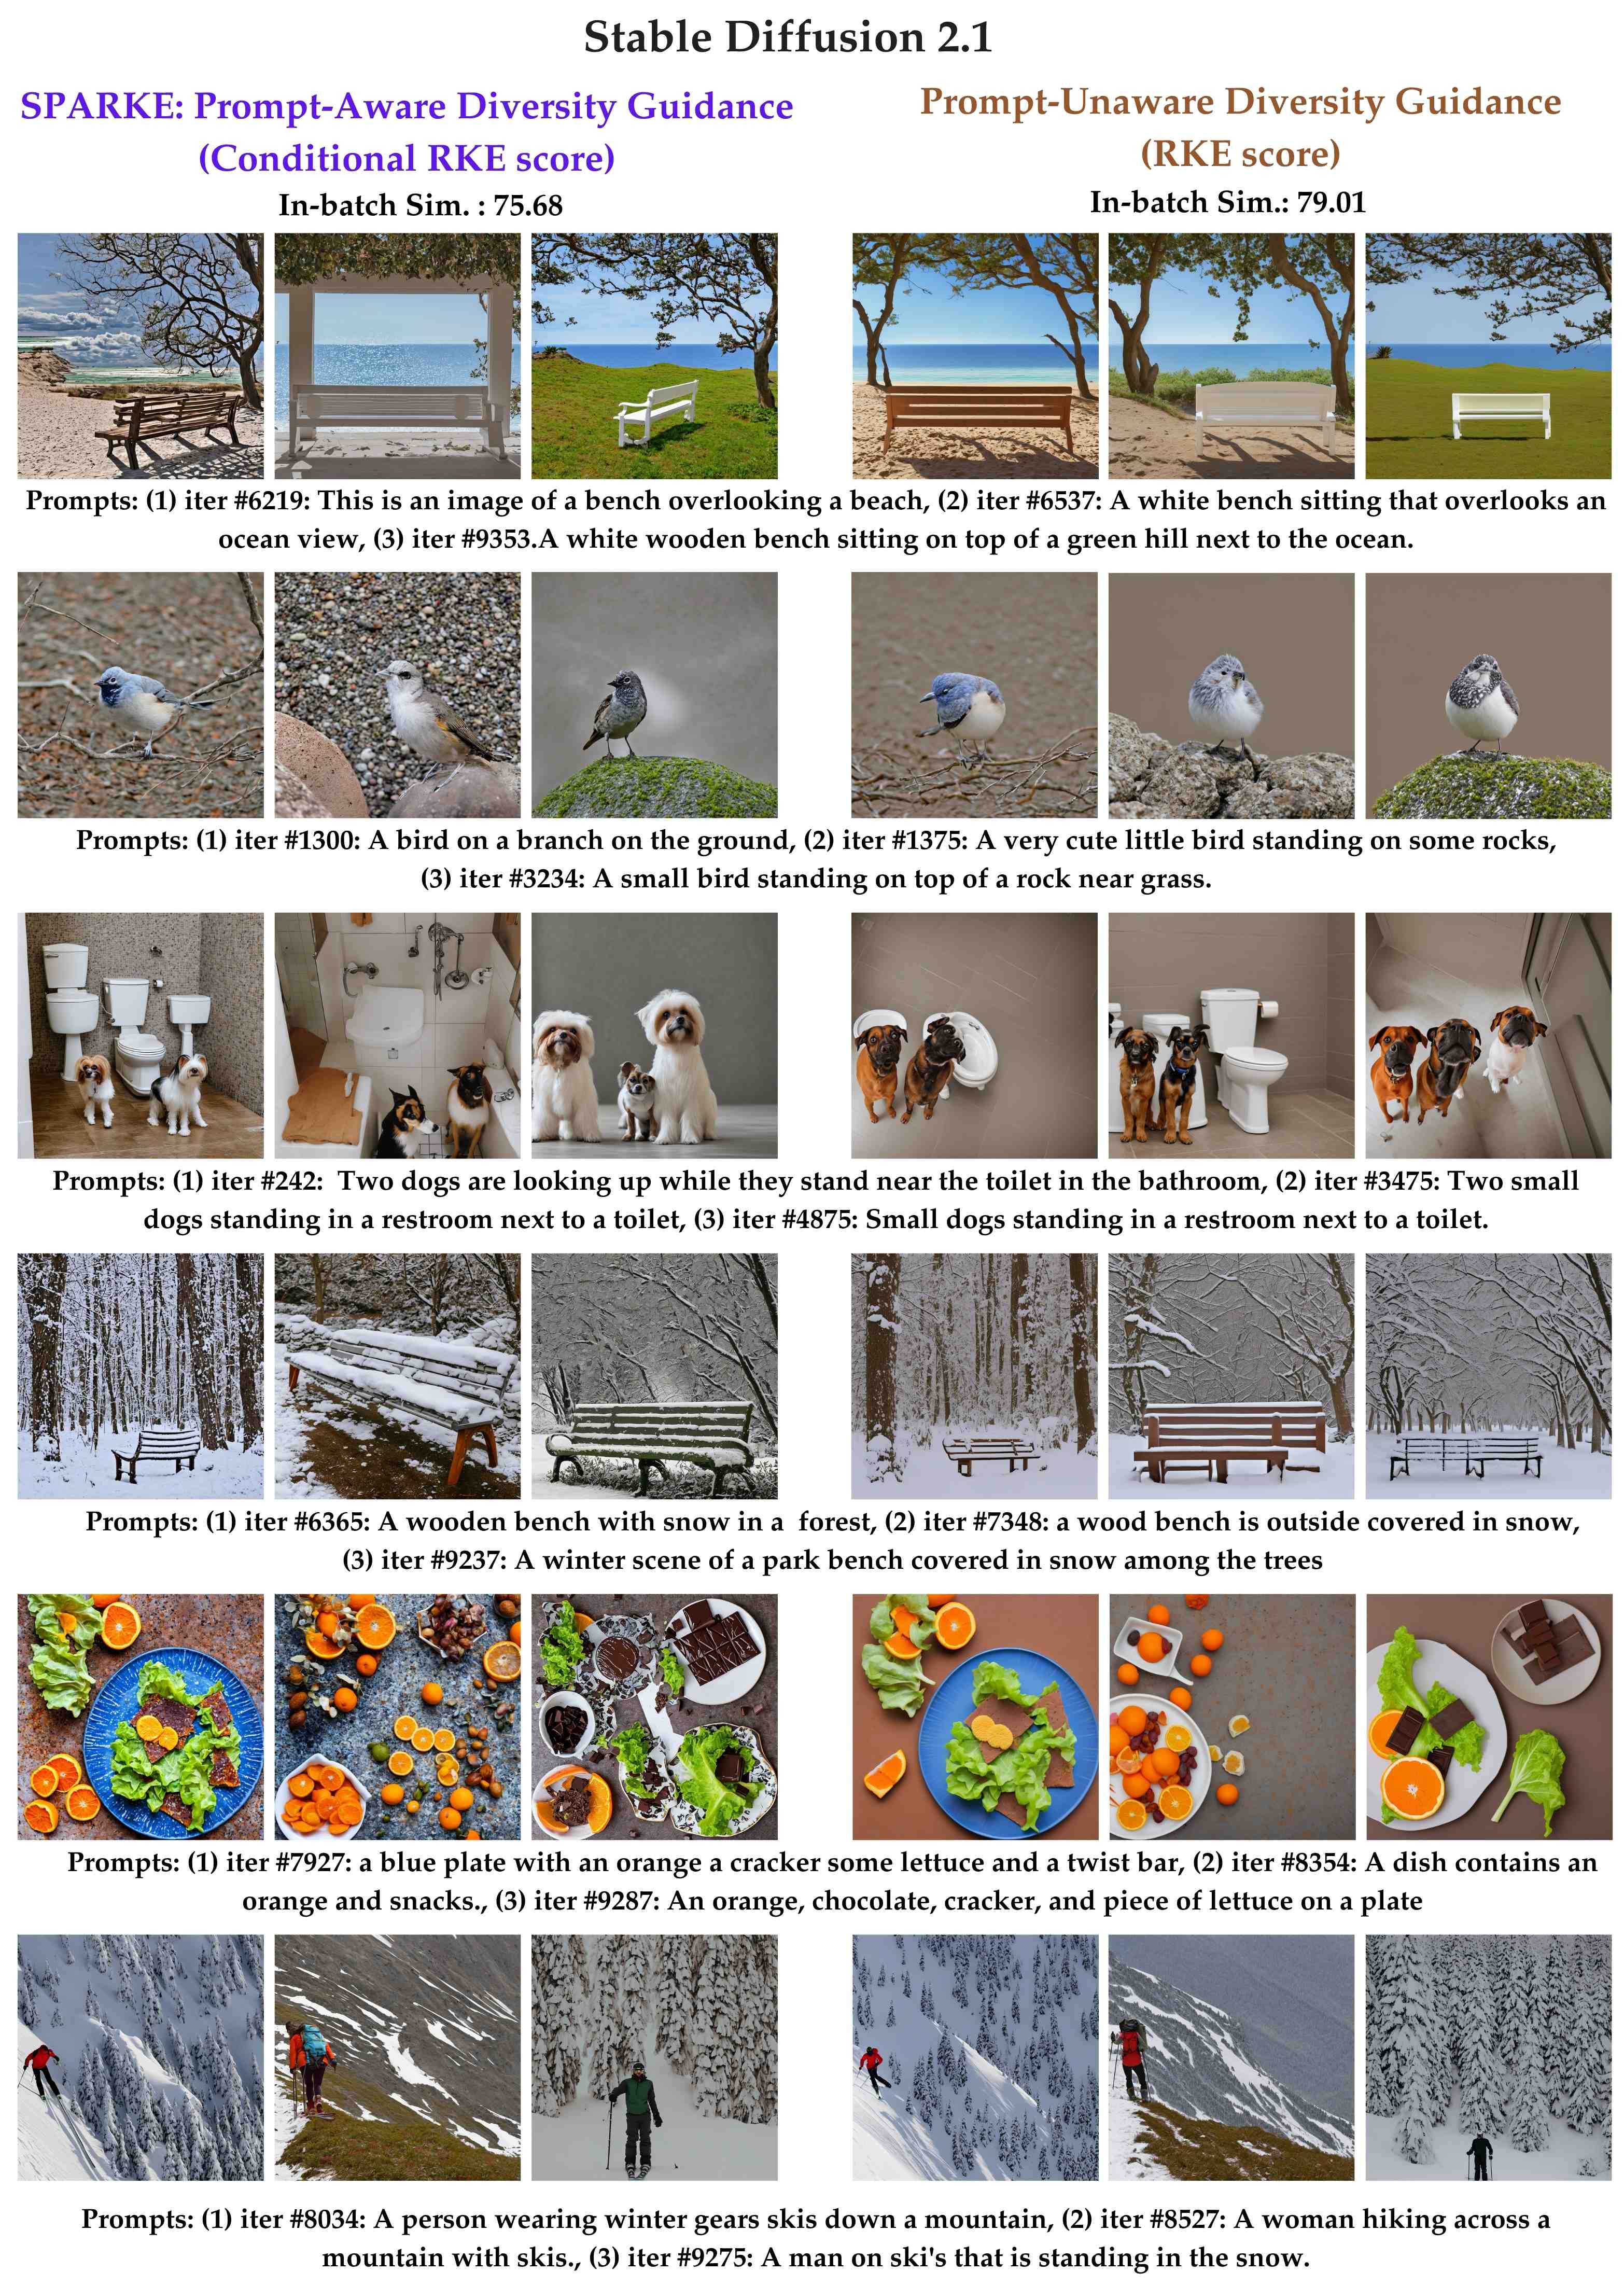 Stable Diffusion 2.1
SPARKE: Prompt-Aware Diversity Guidance
(Conditional RKE score)
In-batch Sim. : 75.68
Prompt-Unaware Diversity Guidance
(RKE score)
In-batch Sim.: 79.01
Prompts: (1) iter #6219: This is an image of a bench overlooking a beach, (2) iter #6537: A white bench sitting that overlooks an
ocean view, (3) iter #9353.A white wooden bench sitting on top of a green hill next to the ocean.
Prompts: (1) iter #1300: A bird on a branch on the ground, (2) iter #1375: A very cute little bird standing on some rocks,
(3) iter #3234: A small bird standing on top of a rock near grass.
Prompts: (1) iter #242:  Two dogs are looking up while they stand near the toilet in the bathroom, (2) iter #3475: Two small
dogs standing in a restroom next to a toilet, (3) iter #4875: Small dogs standing in a restroom next to a toilet.
Prompts: (1) iter #6365: A wooden bench with snow in a  forest, (2) iter #7348: a wood bench is outside covered in snow,
(3) iter #9237: A winter scene of a park bench covered in snow among the trees
Prompts: (1) iter #7927: a blue plate with an orange a cracker some lettuce and a twist bar, (2) iter #8354: A dish contains an
orange and snacks., (3) iter #9287: An orange, chocolate, cracker, and piece of lettuce on a plate
Prompts: (1) iter #8034: A person wearing winter gears skis down a mountain, (2) iter #8527: A woman hiking across a
mountain with skis., (3) iter #9275: A man on ski's that is standing in the snow.